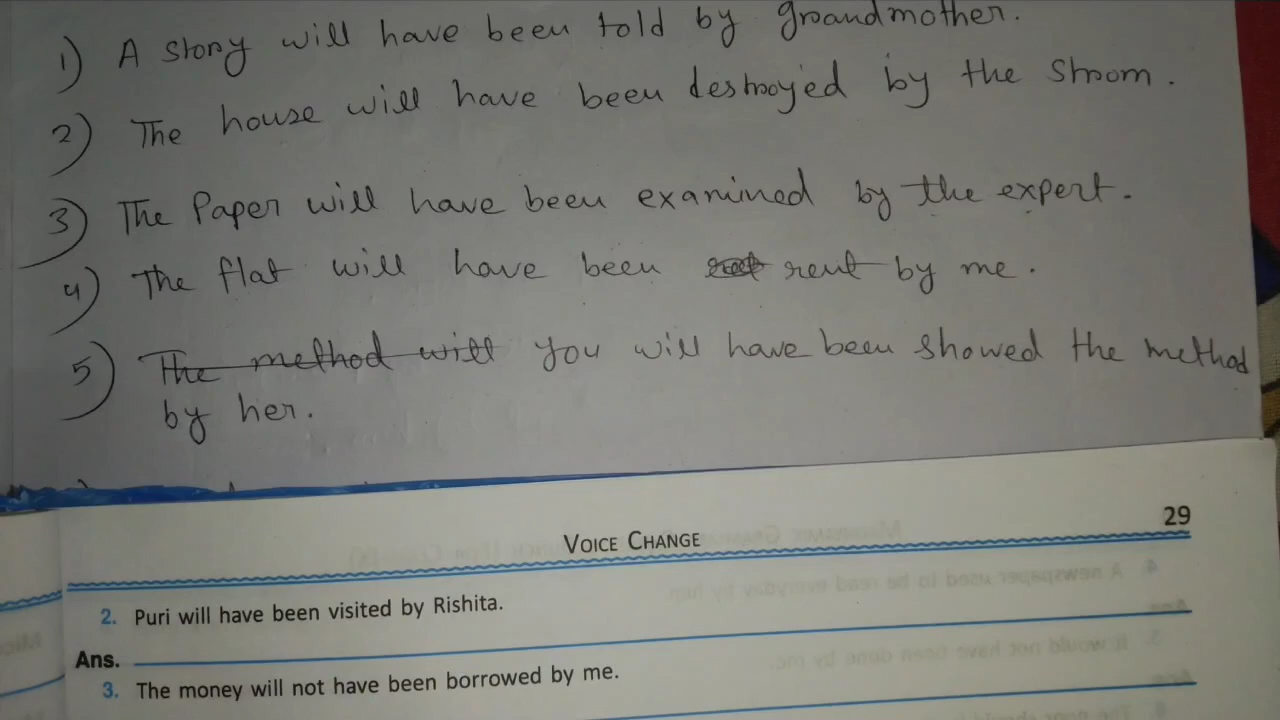 1) A story will have been told by grandmother.
2) The house will have been destroyed by the strom.
3) The Paper will have been examined by the expert.
4) The flat will have been rent by me.
5) The method will you will have been showed the method
by her.
29
VOICE CHANGE
2. Puri will have been visited by Rishita.
Ans.
3. The money will not have been borrowed by me.